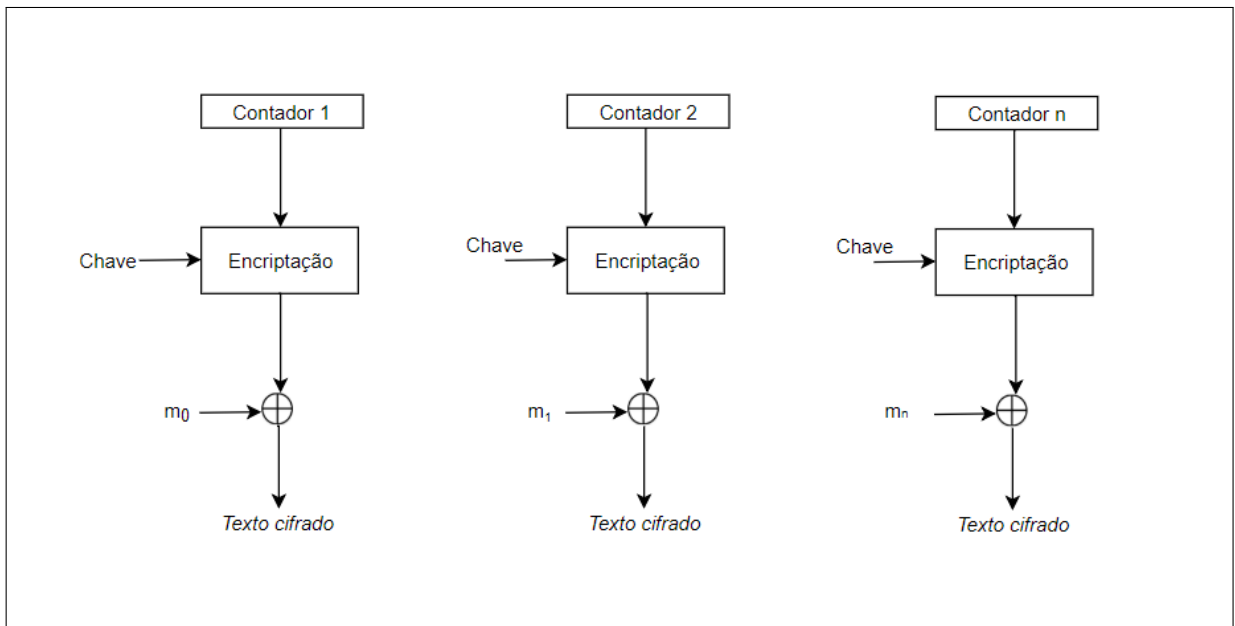 Contador 1
Contador 2
Contador n
Chave
Encriptação
Chave
Encriptação
Chave
Encriptação
m₀
m₁
mₙ
Texto cifrado
Texto cifrado
Texto cifrado